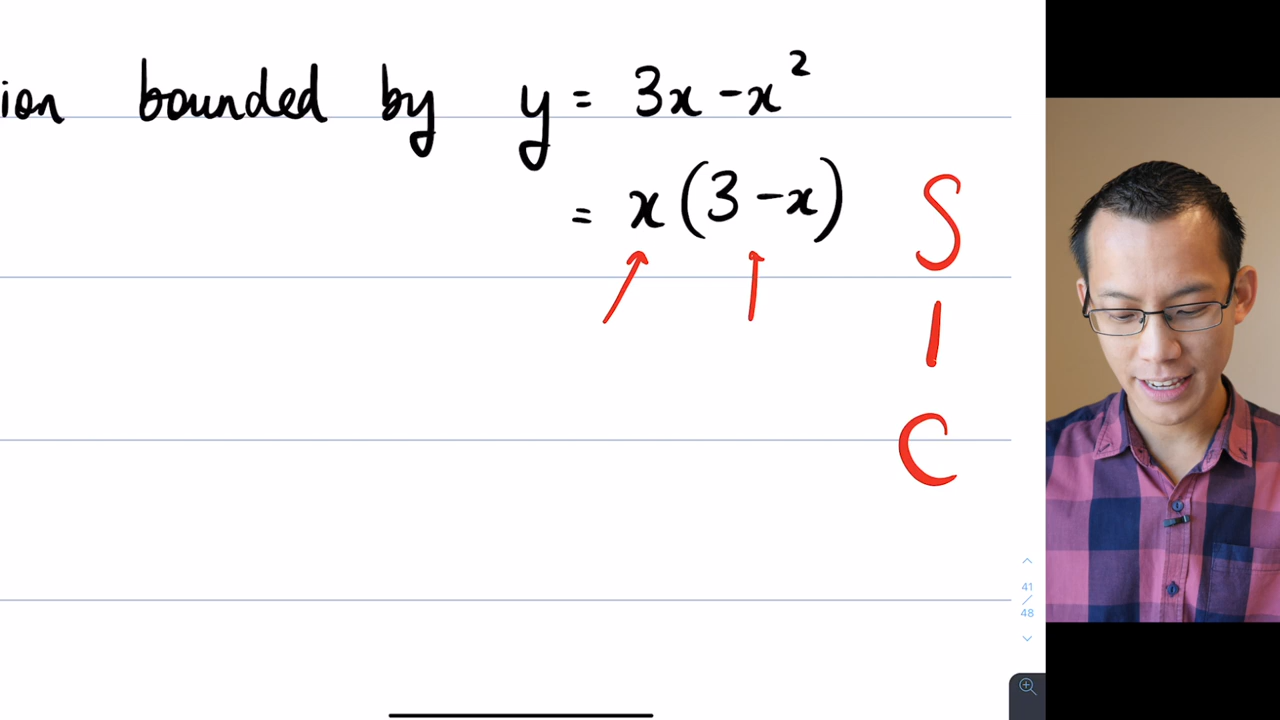 ion bounded by y = 3x - x²
= x (3 - x)
S
I
C
41
/
48